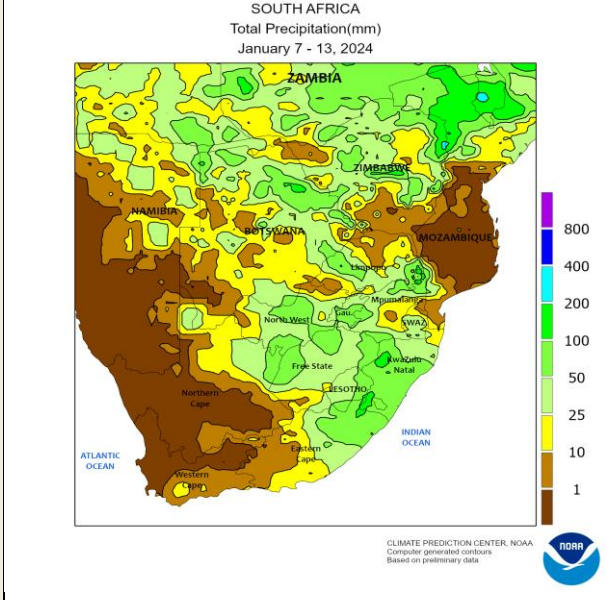 SOUTH AFRICA
Total Precipitation(mm)
January 7 - 13, 2024
ZAMBIA
ZIMBABWE
NAMIBIA
BOTSWANA
MOZAMBIQUE
Limpopo
Mpumalanga
North West
Gau.
SWAZ
Free State
KwaZulu
Natal
LESOTHO
Northern
Cape
Eastern
Cape
Western
Cape
ATLANTIC
OCEAN
INDIAN
OCEAN
800
400
200
100
50
25
10
1
CLIMATE PREDICTION CENTER, NOAA
Computer generated contours
Based on preliminary data
NOAA